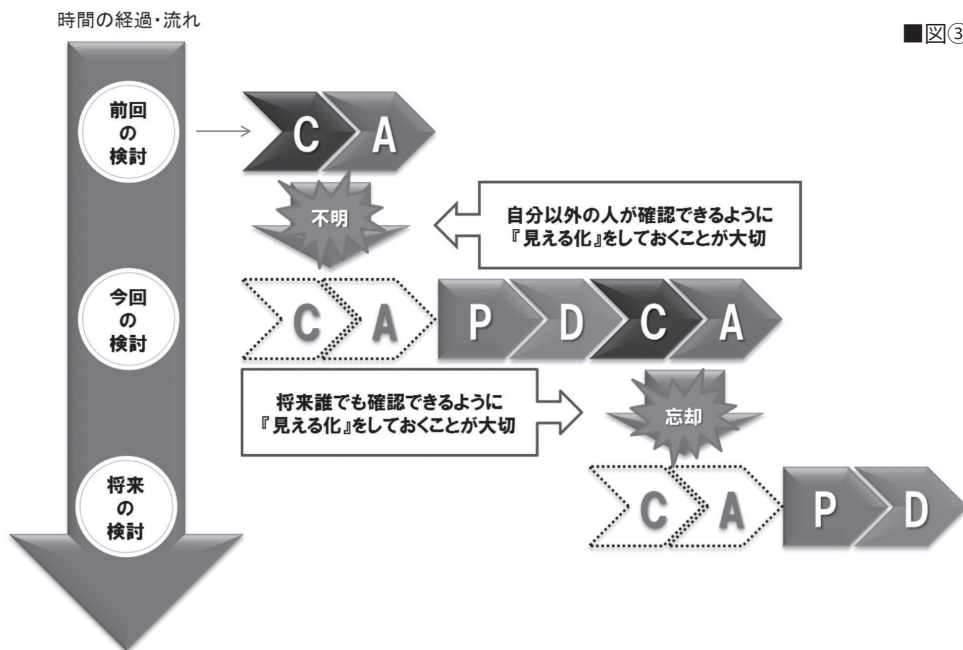 時間の経過・流れ
■図③
前回
の
検討
C A
不明
自分以外の人が確認できるように
『見える化』をしておくことが大切
今回
の
検討
C A P D C A
将来誰でも確認できるように
『見える化』をしておくことが大切
忘却
将来
の
検討
C A P D